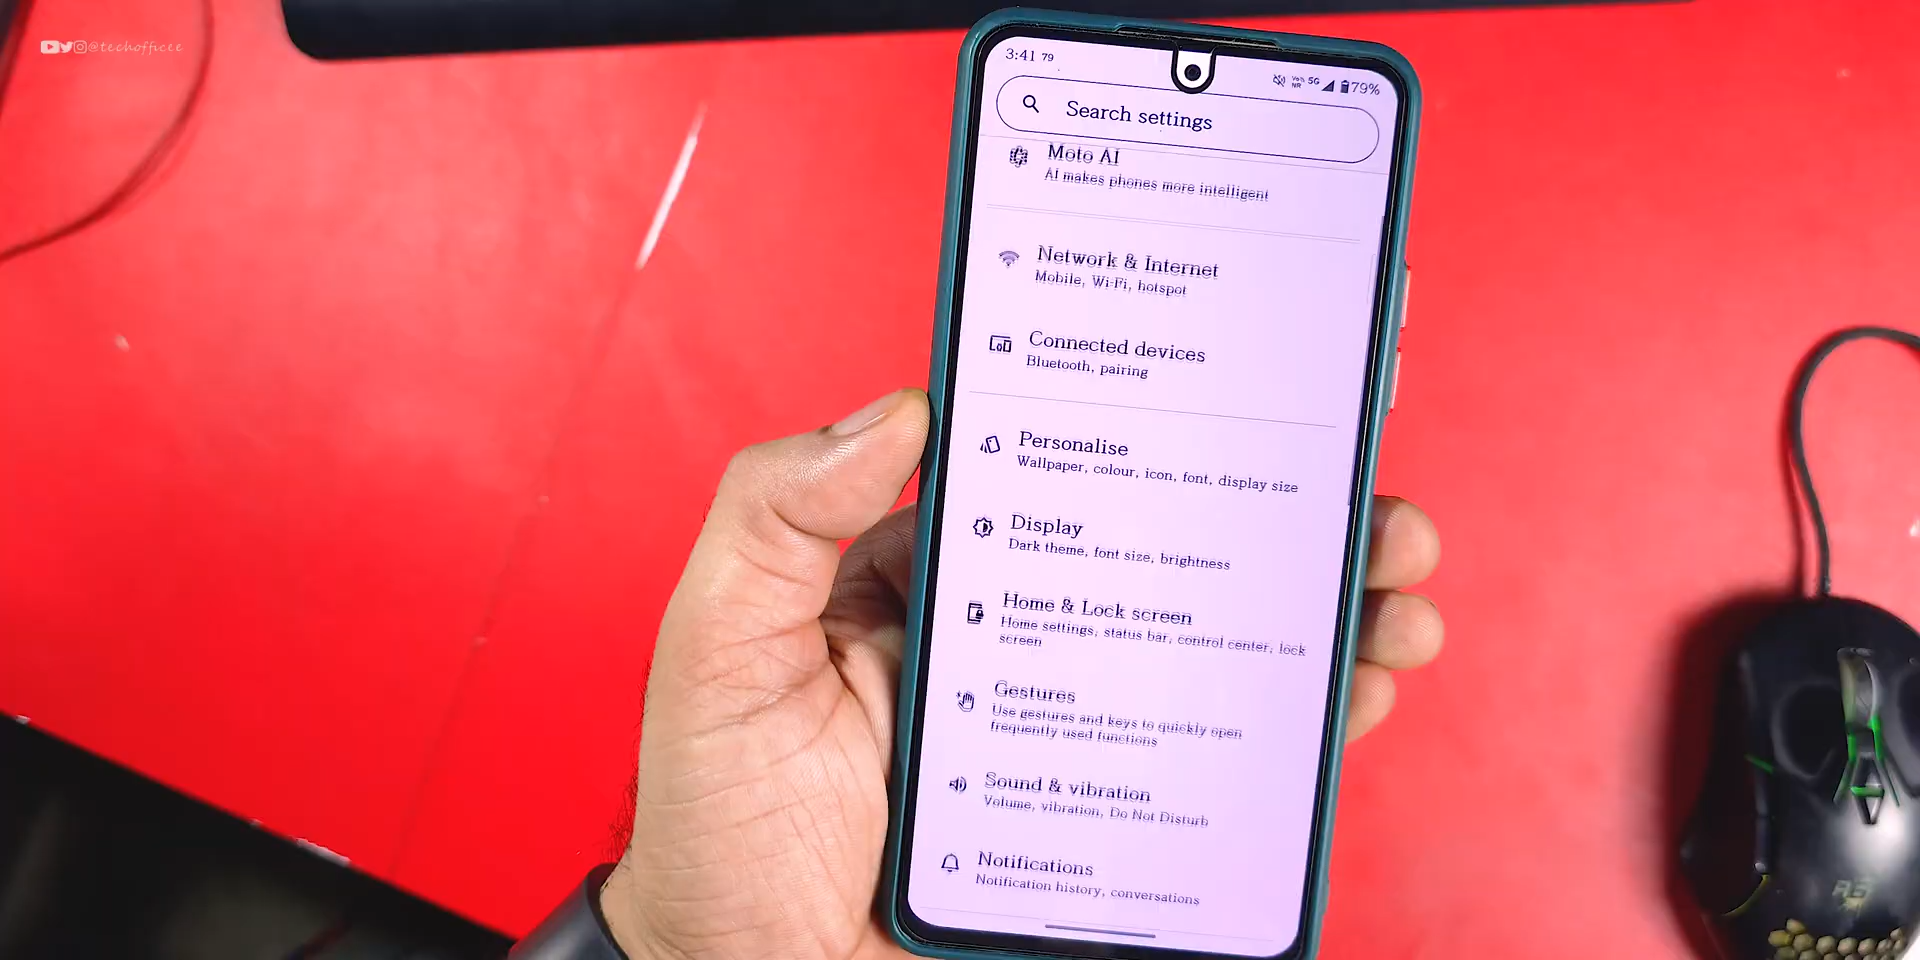 @techofficee
3:41 79
Vo5G NR 5G 79%
Search settings
Moto AI
AI makes phones more intelligent
Network & Internet
Mobile, Wi-Fi, hotspot
Connected devices
Bluetooth, pairing
Personalise
Wallpaper, colour, icon, font, display size
Display
Dark theme, font size, brightness
Home & Lock screen
Home settings, status bar, control center, lock
screen
Gestures
Use gestures and keys to quickly open
frequently used functions
Sound & vibration
Volume, vibration, Do Not Disturb
Notifications
Notification history, conversations